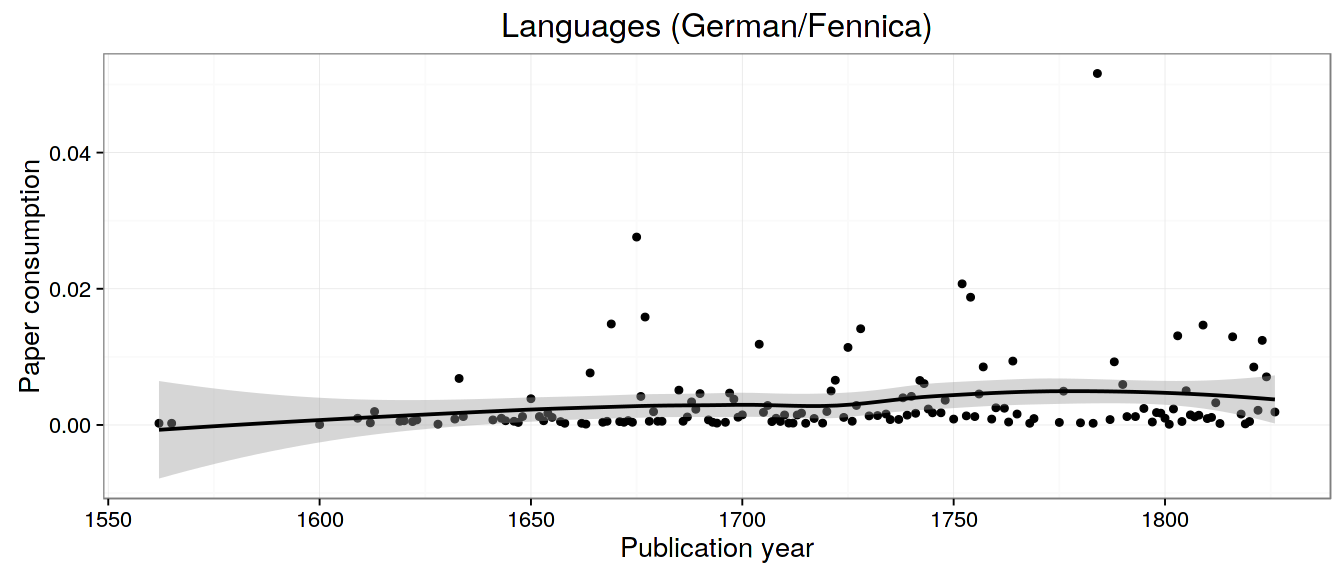 Languages (German/Fennica)
Paper consumption
0.04
0.02
0.00
1550 1600 1650 1700 1750 1800
Publication year